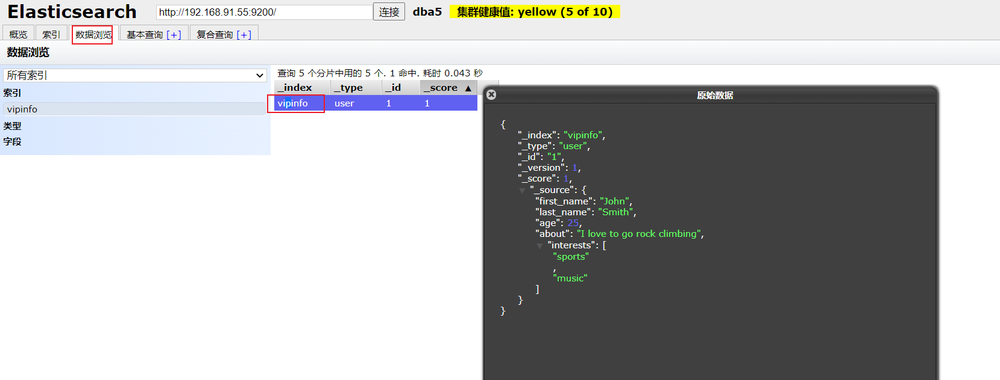 Elasticsearch http://192.168.91.55:9200/ 连接 dba5 集群健康值: yellow (5 of 10)
概览 索引 数据浏览 基本查询 [+] 复合查询 [+]
数据浏览
所有索引
索引
vipinfo
类型
字段
查询 5 个分片中用的 5 个. 1 命中. 耗时 0.043 秒
_index _type _id _score ▲
vipinfo user 1 1
原始数据
{
"_index": "vipinfo",
"_type": "user",
"_id": "1",
"_version": 1,
"_score": 1,
▼ "_source": {
"first_name": "John",
"last_name": "Smith",
"age": 25,
"about": "I love to go rock climbing",
▼ "interests": [
"sports"
,
"music"
]
}
}